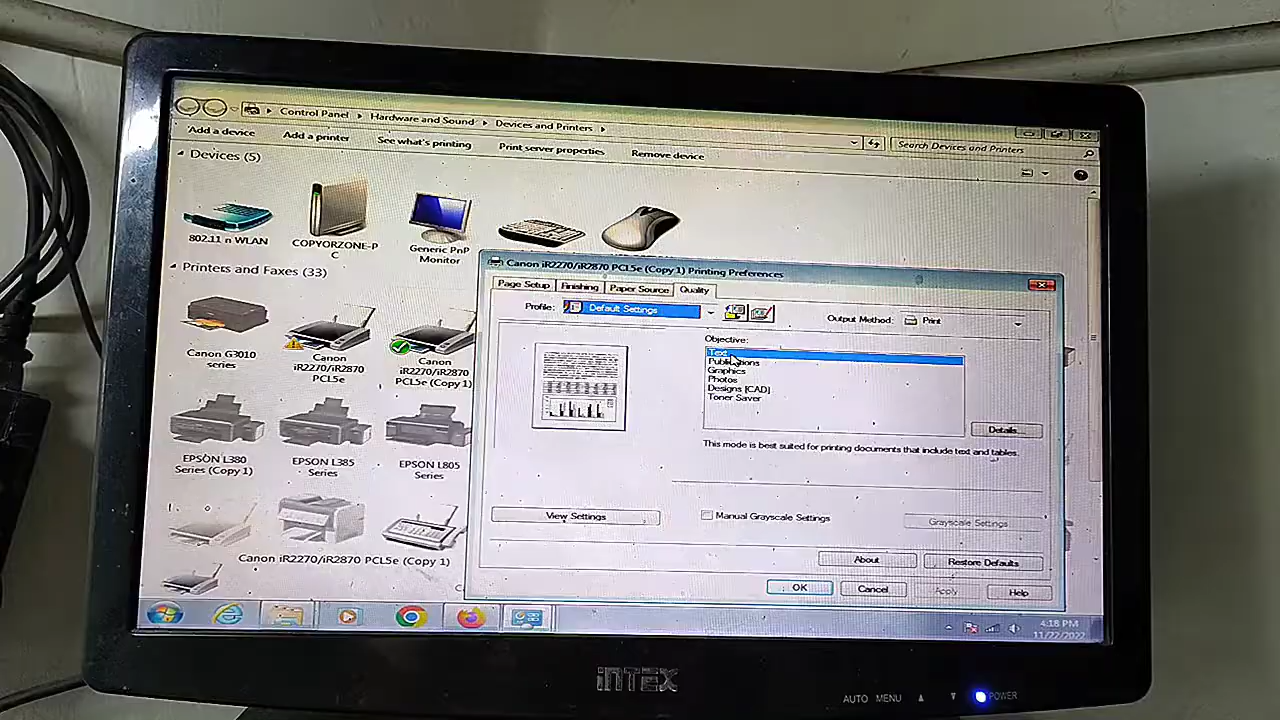 Control Panel Hardware and Sound Devices and Printers
Search Devices and Printers
Add a device Add a printer See what's printing Print server properties Remove device
Devices (5)
802.11 n WLAN
COPYORZONE-P
C
Generic PnP
Monitor
Printers and Faxes (33)
Canon G3010
series
Canon
iR2270/iR2870
PCL5e
Canon
iR2270/iR2870
PCL5e (Copy 1)
EPSON L380
Series (Copy 1)
EPSON L385
Series
EPSON L805
Series
Canon iR2270/iR2870 PCL5e (Copy 1)
Canon iR2270/iR2870 PCL5e (Copy 1) Printing Preferences
Page Setup Finishing Paper Source Quality
Profile: Default Settings
Output Method: Print
Objective:
Text
Publications
Graphics
Photos
Designs [CAD]
Toner Saver
Details...
This mode is best suited for printing documents that include text and tables.
View Settings
Manual Grayscale Settings
Grayscale Settings...
About
Restore Defaults
OK
Cancel
Apply
Help
4:18 PM
11/22/2022
INTEX
AUTO MENU
POWER